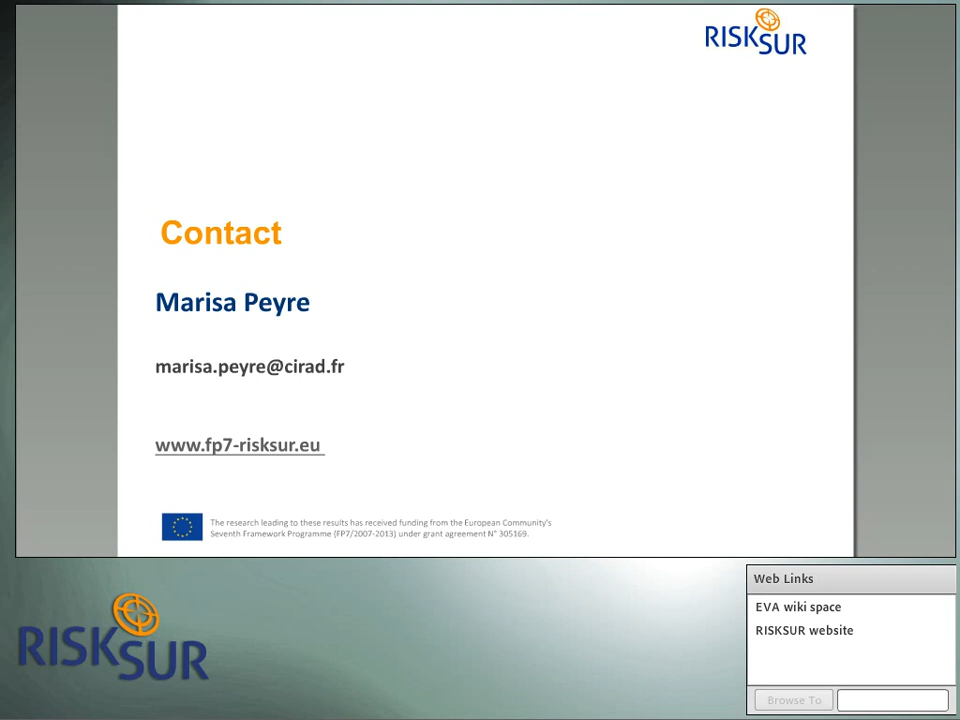 RISKSUR
Contact
Marisa Peyre
marisa.peyre@cirad.fr
www.fp7-risksur.eu
The research leading to these results has received funding from the European Community's
Seventh Framework Programme (FP7/2007-2013) under grant agreement N° 305169.
RISKSUR
Web Links
EVA wiki space
RISKSUR website
Browse To